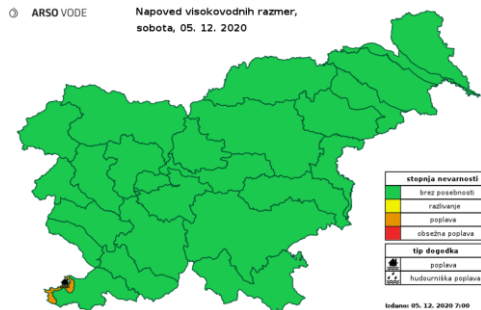 ARSO VODE
Napoved visokovodnih razmer,
sobota, 05. 12. 2020
stopnja nevarnosti
brez posebnosti
razlivanje
poplava
obsežna poplava
tip dogodka
poplava
hudourniška poplava
Izdano: 05. 12. 2020 7:00